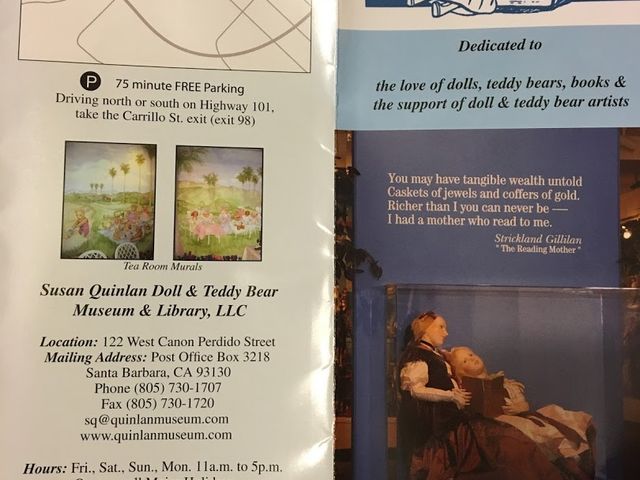 P 75 minute FREE Parking
Driving north or south on Highway 101,
take the Carrillo St. exit (exit 98)
Tea Room Murals
Susan Quinlan Doll & Teddy Bear
Museum & Library, LLC
Location: 122 West Canon Perdido Street
Mailing Address: Post Office Box 3218
Santa Barbara, CA 93130
Phone (805) 730-1707
Fax (805) 730-1720
sq@quinlanmuseum.com
www.quinlanmuseum.com
Hours: Fri., Sat., Sun., Mon. 11a.m. to 5p.m.
Dedicated to
the love of dolls, teddy bears, books &
the support of doll & teddy bear artists
You may have tangible wealth untold
Caskets of jewels and coffers of gold.
Richer than I you can never be —
I had a mother who read to me.
Strickland Gillilan
"The Reading Mother"